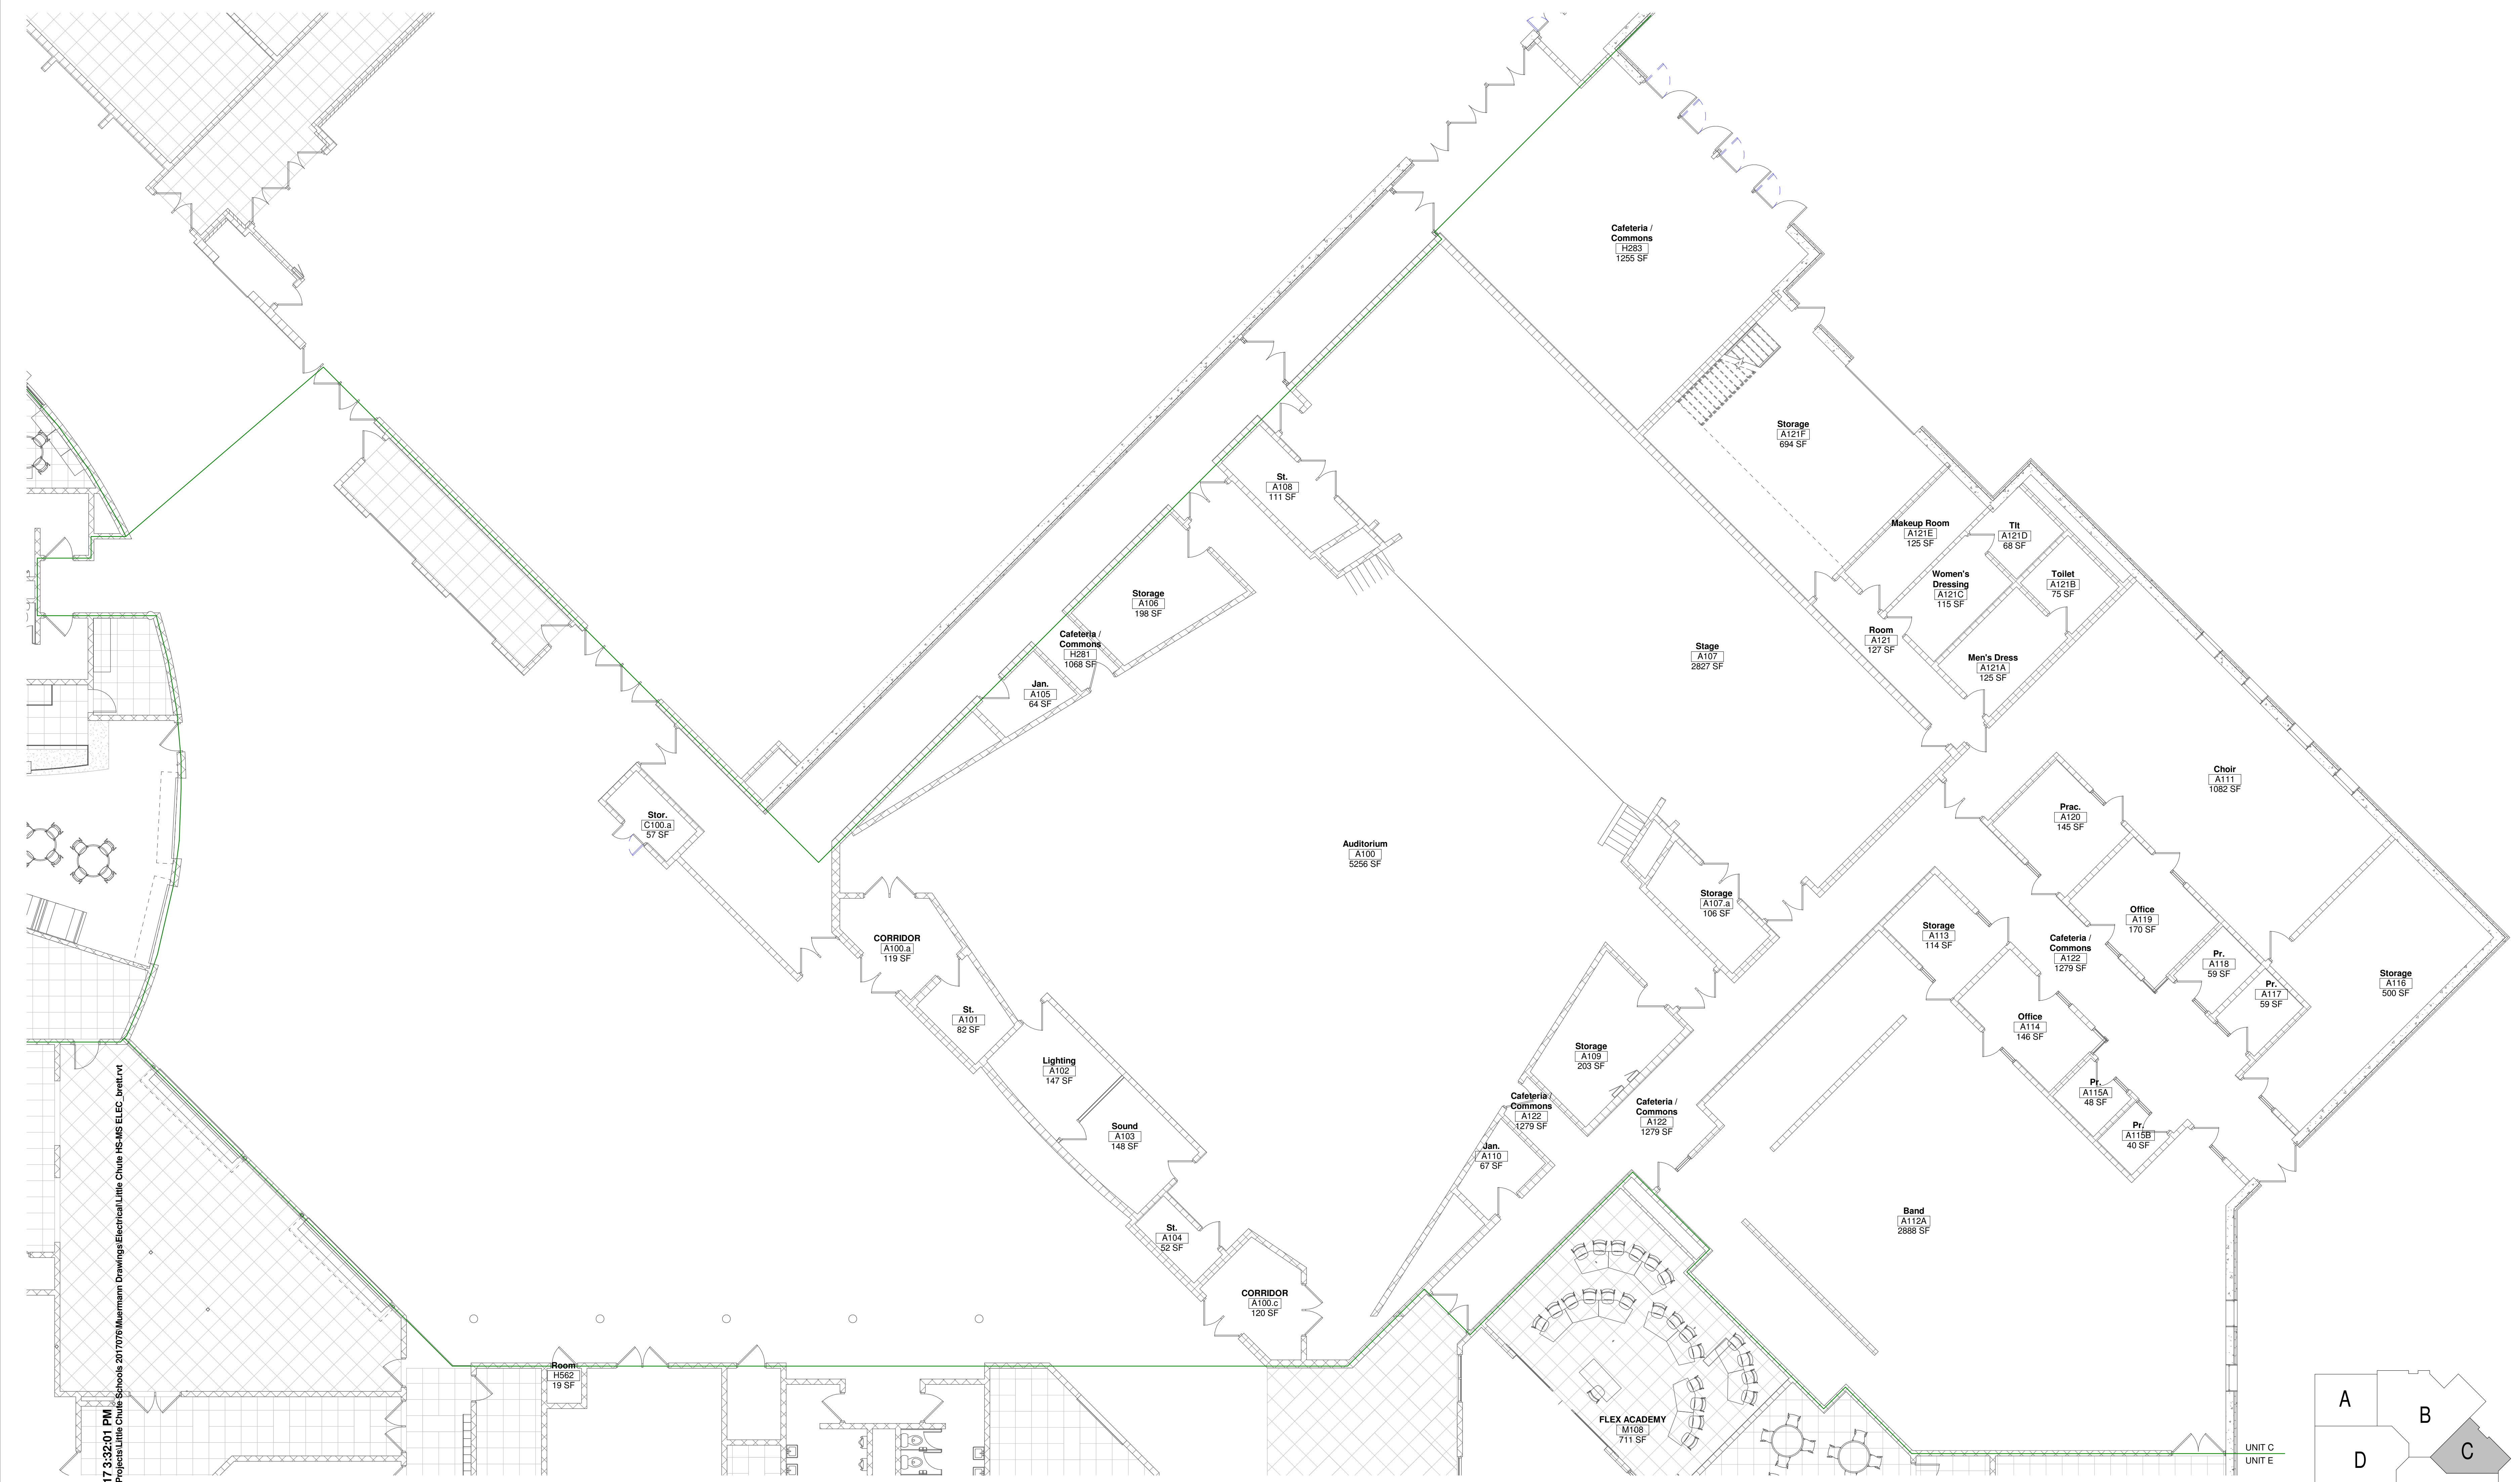 Cafeteria /
Commons
H283
1255 SF
Storage
A121F
694 SF
St.
A108
111 SF
Makeup Room
A121E
125 SF
Tlt
A121D
68 SF
Women's
Dressing
A121C
115 SF
Toilet
A121B
75 SF
Storage
A106
198 SF
Cafeteria /
Commons
H281
1068 SF
Room
A121
127 SF
Stage
A107
2827 SF
Men's Dress
A121A
125 SF
Jan.
A105
64 SF
Choir
A111
1082 SF
Stor.
C100.a
57 SF
Prac.
A120
145 SF
Auditorium
A100
5256 SF
Storage
A107.a
106 SF
Office
A119
170 SF
Storage
A113
114 SF
CORRIDOR
A100.a
119 SF
Cafeteria /
Commons
A122
1279 SF
Pr.
A118
59 SF
Storage
A116
500 SF
Pr.
A117
59 SF
St.
A101
82 SF
Office
A114
146 SF
Storage
A109
203 SF
Lighting
A102
147 SF
Pr.
A115A
48 SF
Cafeteria /
Commons
A122
1279 SF
Cafeteria /
Commons
A122
1279 SF
Sound
A103
148 SF
Pr.
A115B
40 SF
Jan.
A110
67 SF
Band
A112A
2888 SF
St.
A104
52 SF
CORRIDOR
A100.c
120 SF
Room
H562
19 SF
FLEX ACADEMY
M108
711 SF
UNIT C
UNIT E
A
B
C
D
17 3:32:01 PM
Projects\Little Chute Schools 2017076\Muermann Drawings\Electrical\Little Chute HS-MS ELEC_brett.rvt